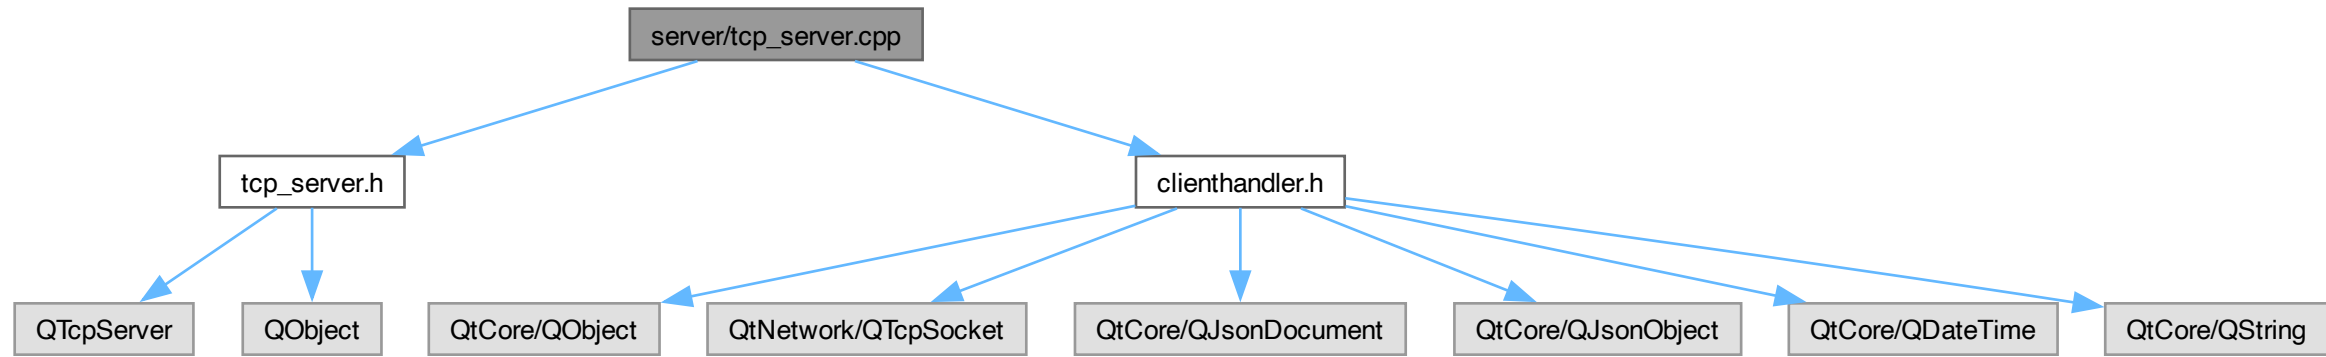 server/tcp_server.cpp
tcp_server.h
clienthandler.h
QTcpServer
QObject
QtCore/QObject
QtNetwork/QTcpSocket
QtCore/QJsonDocument
QtCore/QJsonObject
QtCore/QDateTime
QtCore/QString